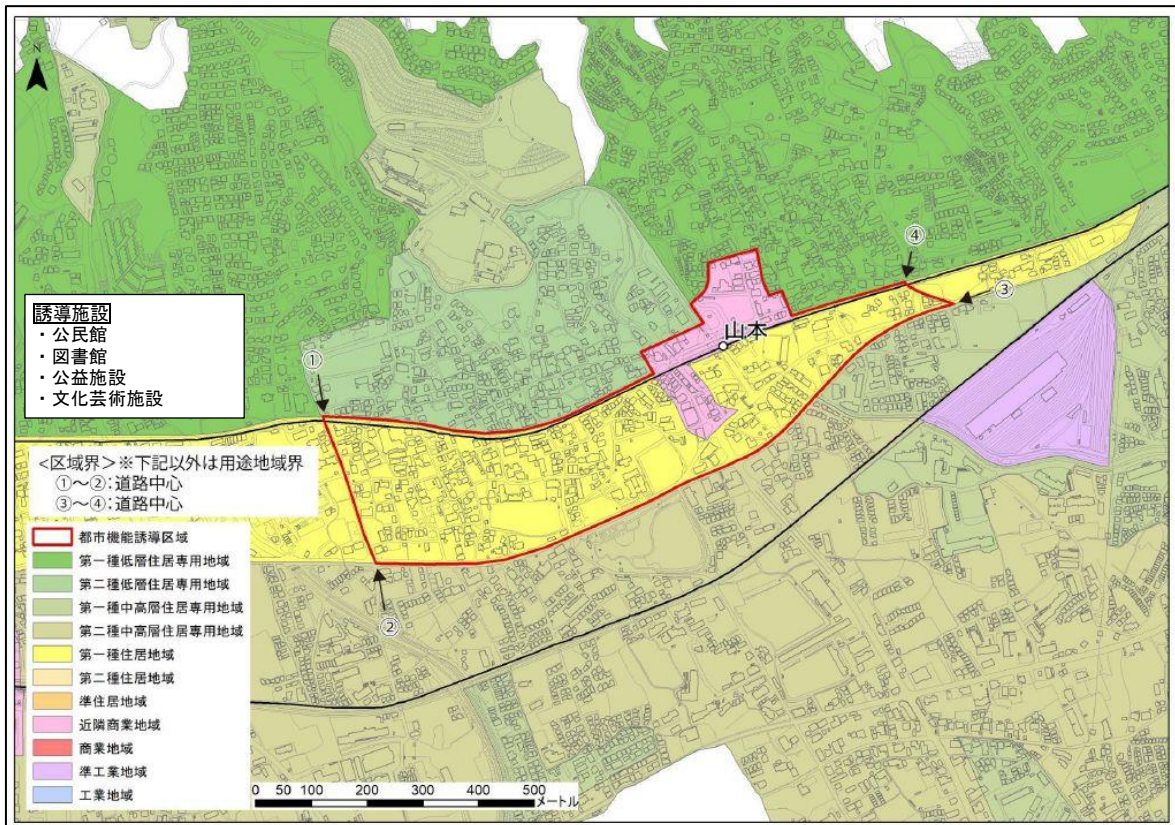 N
④
③
山本
誘導施設
・公民館
・図書館
・公益施設
・文化芸術施設
①
<区域界>※下記以外は用途地域界
①～②:道路中心
③～④:道路中心
都市機能誘導区域
第一種低層住居専用地域
第二種低層住居専用地域
第一種中高層住居専用地域
第二種中高層住居専用地域
第一種住居地域
第二種住居地域
準住居地域
近隣商業地域
商業地域
準工業地域
工業地域
②
0 50 100 200 300 400 500
メートル